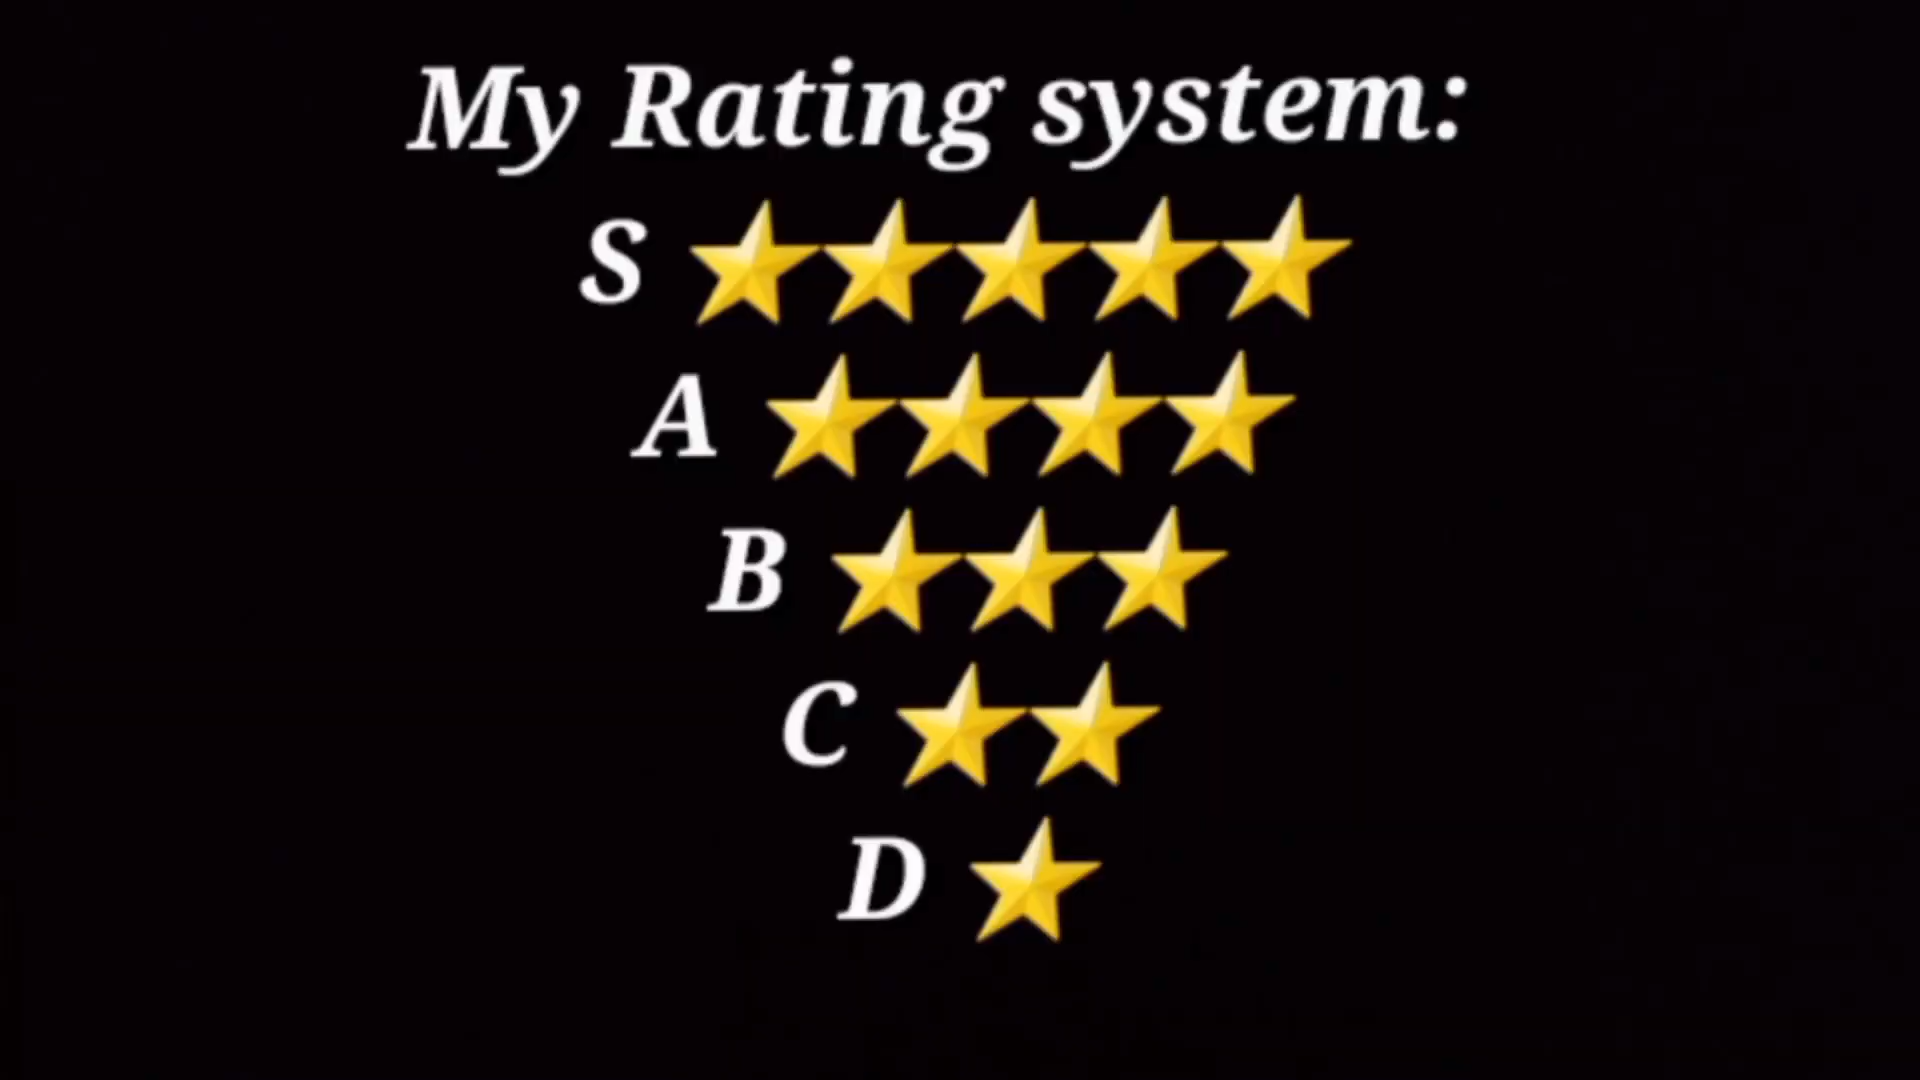 My Rating system:
S ⭐⭐⭐⭐⭐
A ⭐⭐⭐⭐
B ⭐⭐⭐
C ⭐⭐
D ⭐